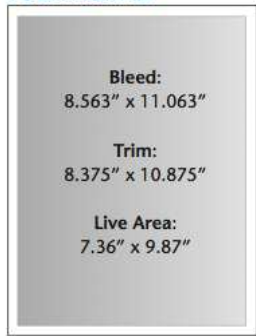 Bleed:
8.563" x 11.063"
Trim:
8.375" x 10.875"
Live Area:
7.36" x 9.87"